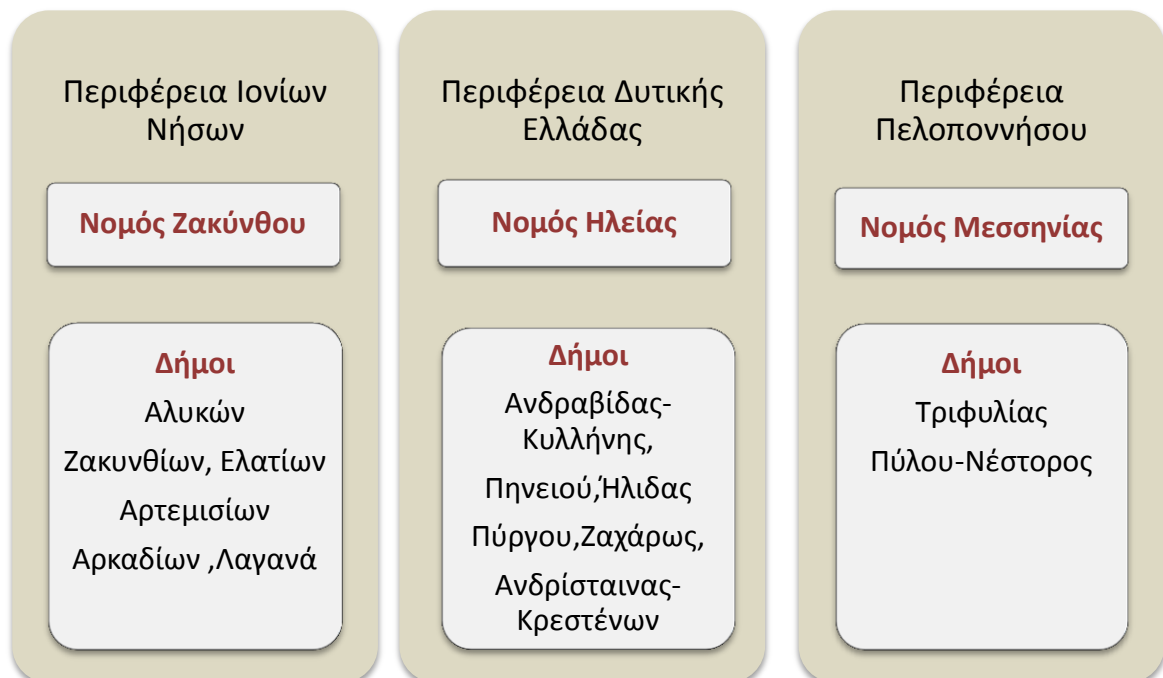 Περιφέρεια Ιονίων
Νήσων
Νομός Ζακύνθου
Δήμοι
Αλυκών
Ζακυνθίων, Ελατίων
Αρτεμισίων
Αρκαδίων ,Λαγανά
Περιφέρεια Δυτικής
Ελλάδας
Νομός Ηλείας
Δήμοι
Ανδραβίδας-
Κυλλήνης,
Πηνειού,Ήλιδας
Πύργου,Ζαχάρως,
Ανδρίσταινας-
Κρεστένων
Περιφέρεια
Πελοποννήσου
Νομός Μεσσηνίας
Δήμοι
Τριφυλίας
Πύλου-Νέστορος